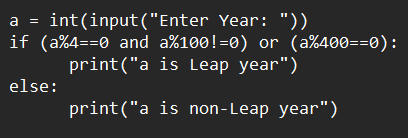 a = int(input("Enter Year: "))
if (a%4==0 and a%100!=0) or (a%400==0):
     print("a is Leap year")
else:
     print("a is non-Leap year")